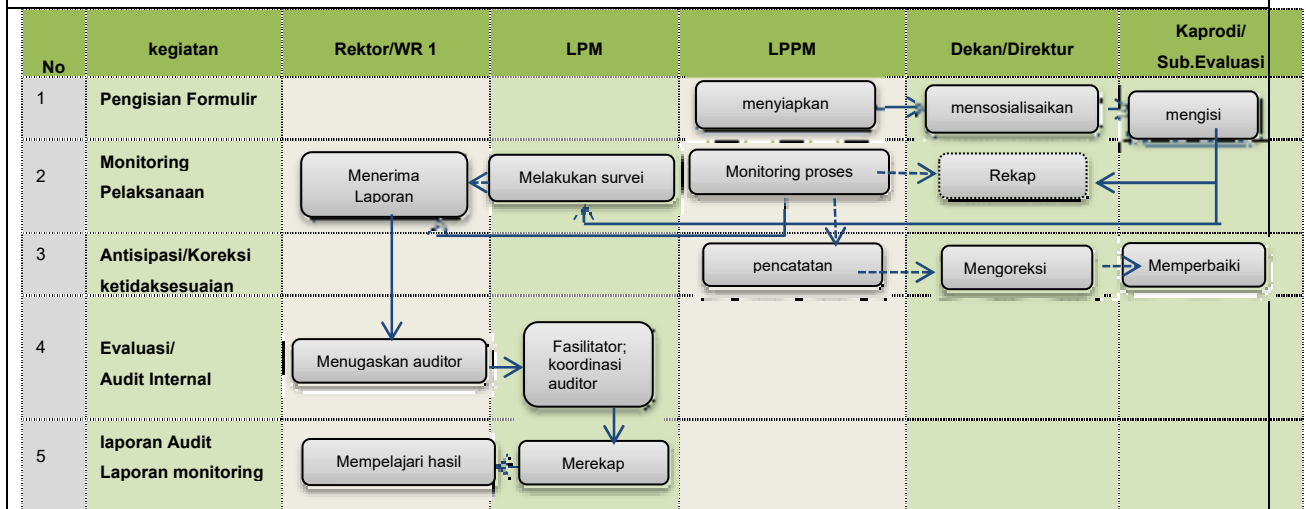 No
kegiatan
Rektor/WR 1
LPM
LPPM
Dekan/Direktur
Kaprodi/
Sub.Evaluasi
1
Pengisian Formulir
menyiapkan
mensosialisaikan
mengisi
2
Monitoring
Pelaksanaan
Menerima
Laporan
Melakukan survei
Monitoring proses
Rekap
3
Antisipasi/Koreksi
ketidaksesuaian
pencatatan
Mengoreksi
Memperbaiki
4
Evaluasi/
Audit Internal
Menugaskan auditor
Fasilitator;
koordinasi
auditor
5
laporan Audit
Laporan monitoring
Mempelajari hasil
Merekap